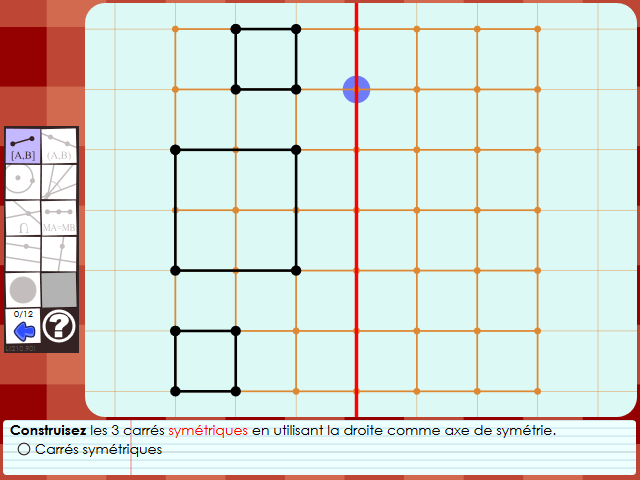 [A,B]
(A,B)
∩
MA=MB
0/12
?
Construisez les 3 carrés symétriques en utilisant la droite comme axe de symétrie.
Carrés symétriques